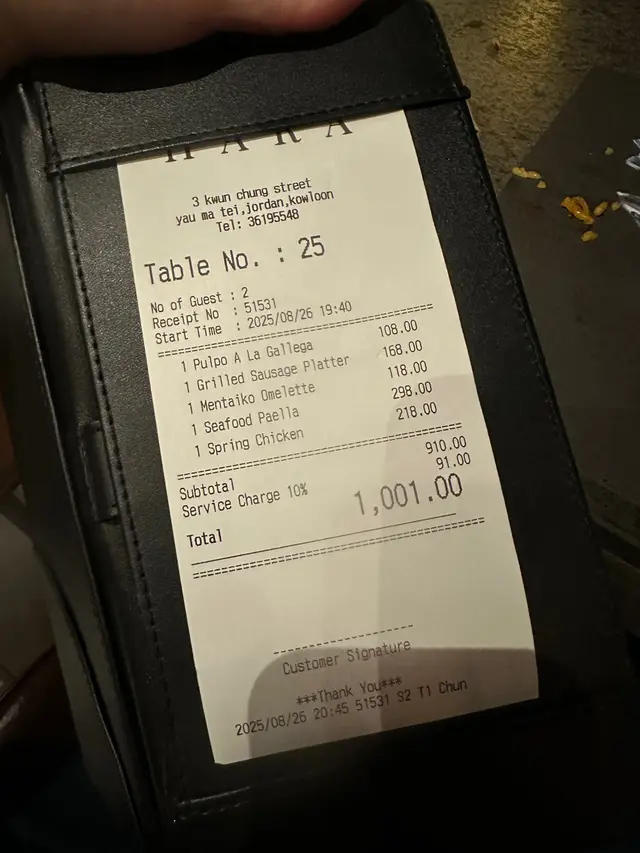 HARA
3 kwun chung street
yau ma tei,jordan,kowloon
Tel: 36195548
Table No. : 25
No of Guest : 2
Receipt No : 51531
Start Time : 2025/08/26 19:40
================================
1 Pulpo A La Gallega 108.00
1 Grilled Sausage Platter 168.00
1 Mentaiko Omelette 118.00
1 Seafood Paella 298.00
1 Spring Chicken 218.00
================================
Subtotal 910.00
Service Charge 10% 91.00
Total 1,001.00
================================
--------------------
Customer Signature
***Thank You***
2025/08/26 20:45 51531 S2 T1 Chun